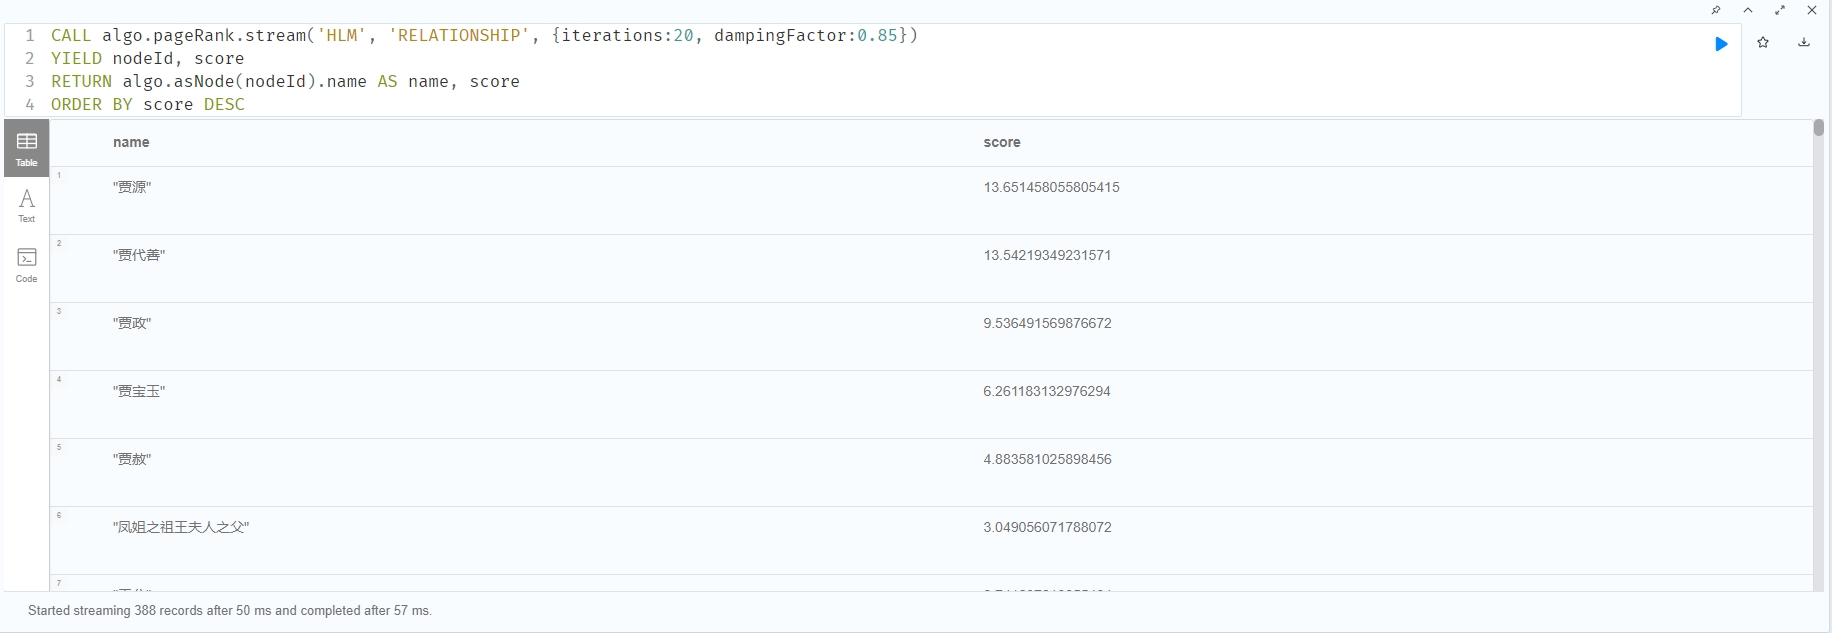 1 CALL algo.pageRank.stream('HLM', 'RELATIONSHIP', {iterations:20, dampingFactor:0.85})
2 YIELD nodeId, score
3 RETURN algo.asNode(nodeId).name AS name, score
4 ORDER BY score DESC
Table
Text
Code
name score
1 "贾源" 13.651458055805415
2 "贾代善" 13.54219349231571
3 "贾政" 9.536491569876672
4 "贾宝玉" 6.261183132976294
5 "贾赦" 4.883581025898456
6 "凤姐之祖王夫人之父" 3.049056071788072
7
Started streaming 388 records after 50 ms and completed after 57 ms.